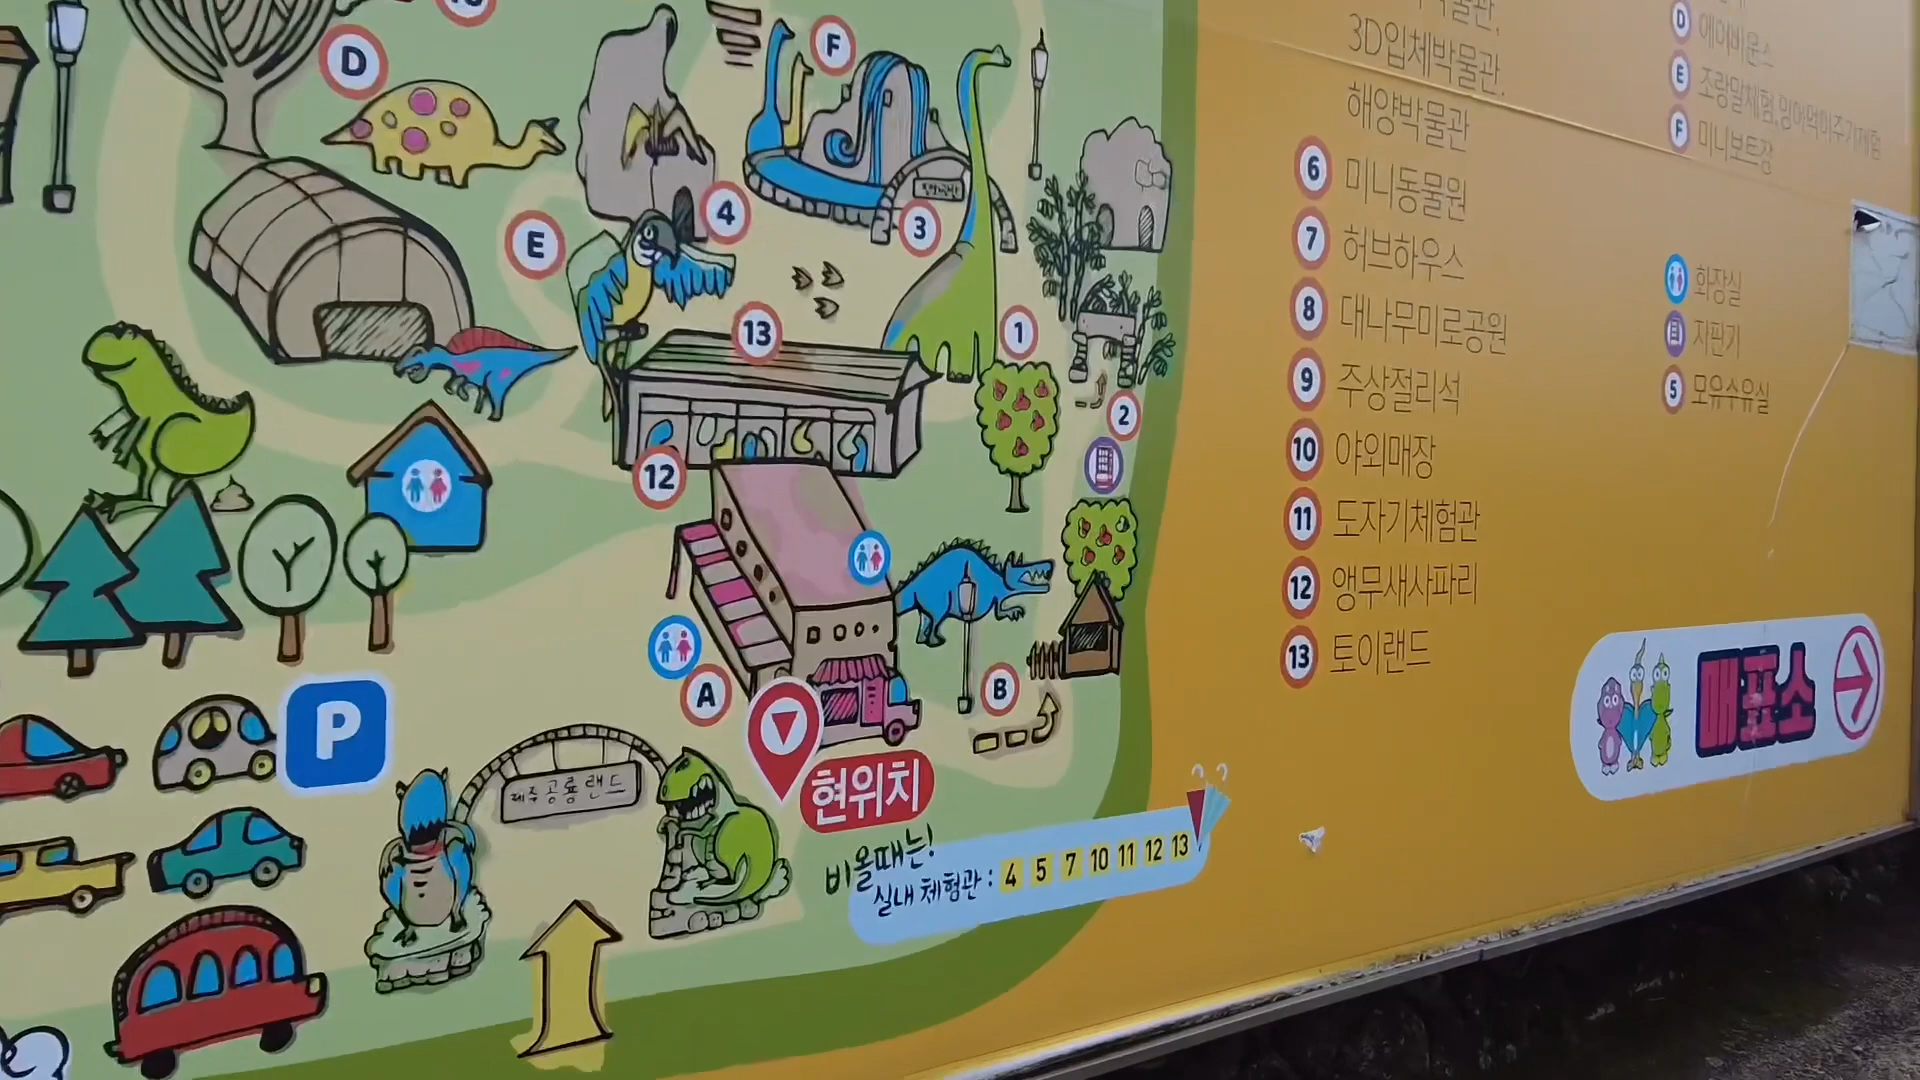 D
F
E
4
3
13
1
2
12
A
B
P
제주공룡랜드
현위치
비올때는!
실내 체험관 : 4 5 7 10 11 12 13
3D입체박물관,
해양박물관
6 미니동물원
7 허브하우스
8 대나무미로공원
9 주상절리석
10 야외매장
11 도자기체험관
12 앵무새사파리
13 토이랜드
D 에어바운스
E 조랑말체험,잉어먹이주기체험
F 미니보트장
화장실
자판기
5 모유수유실
매표소